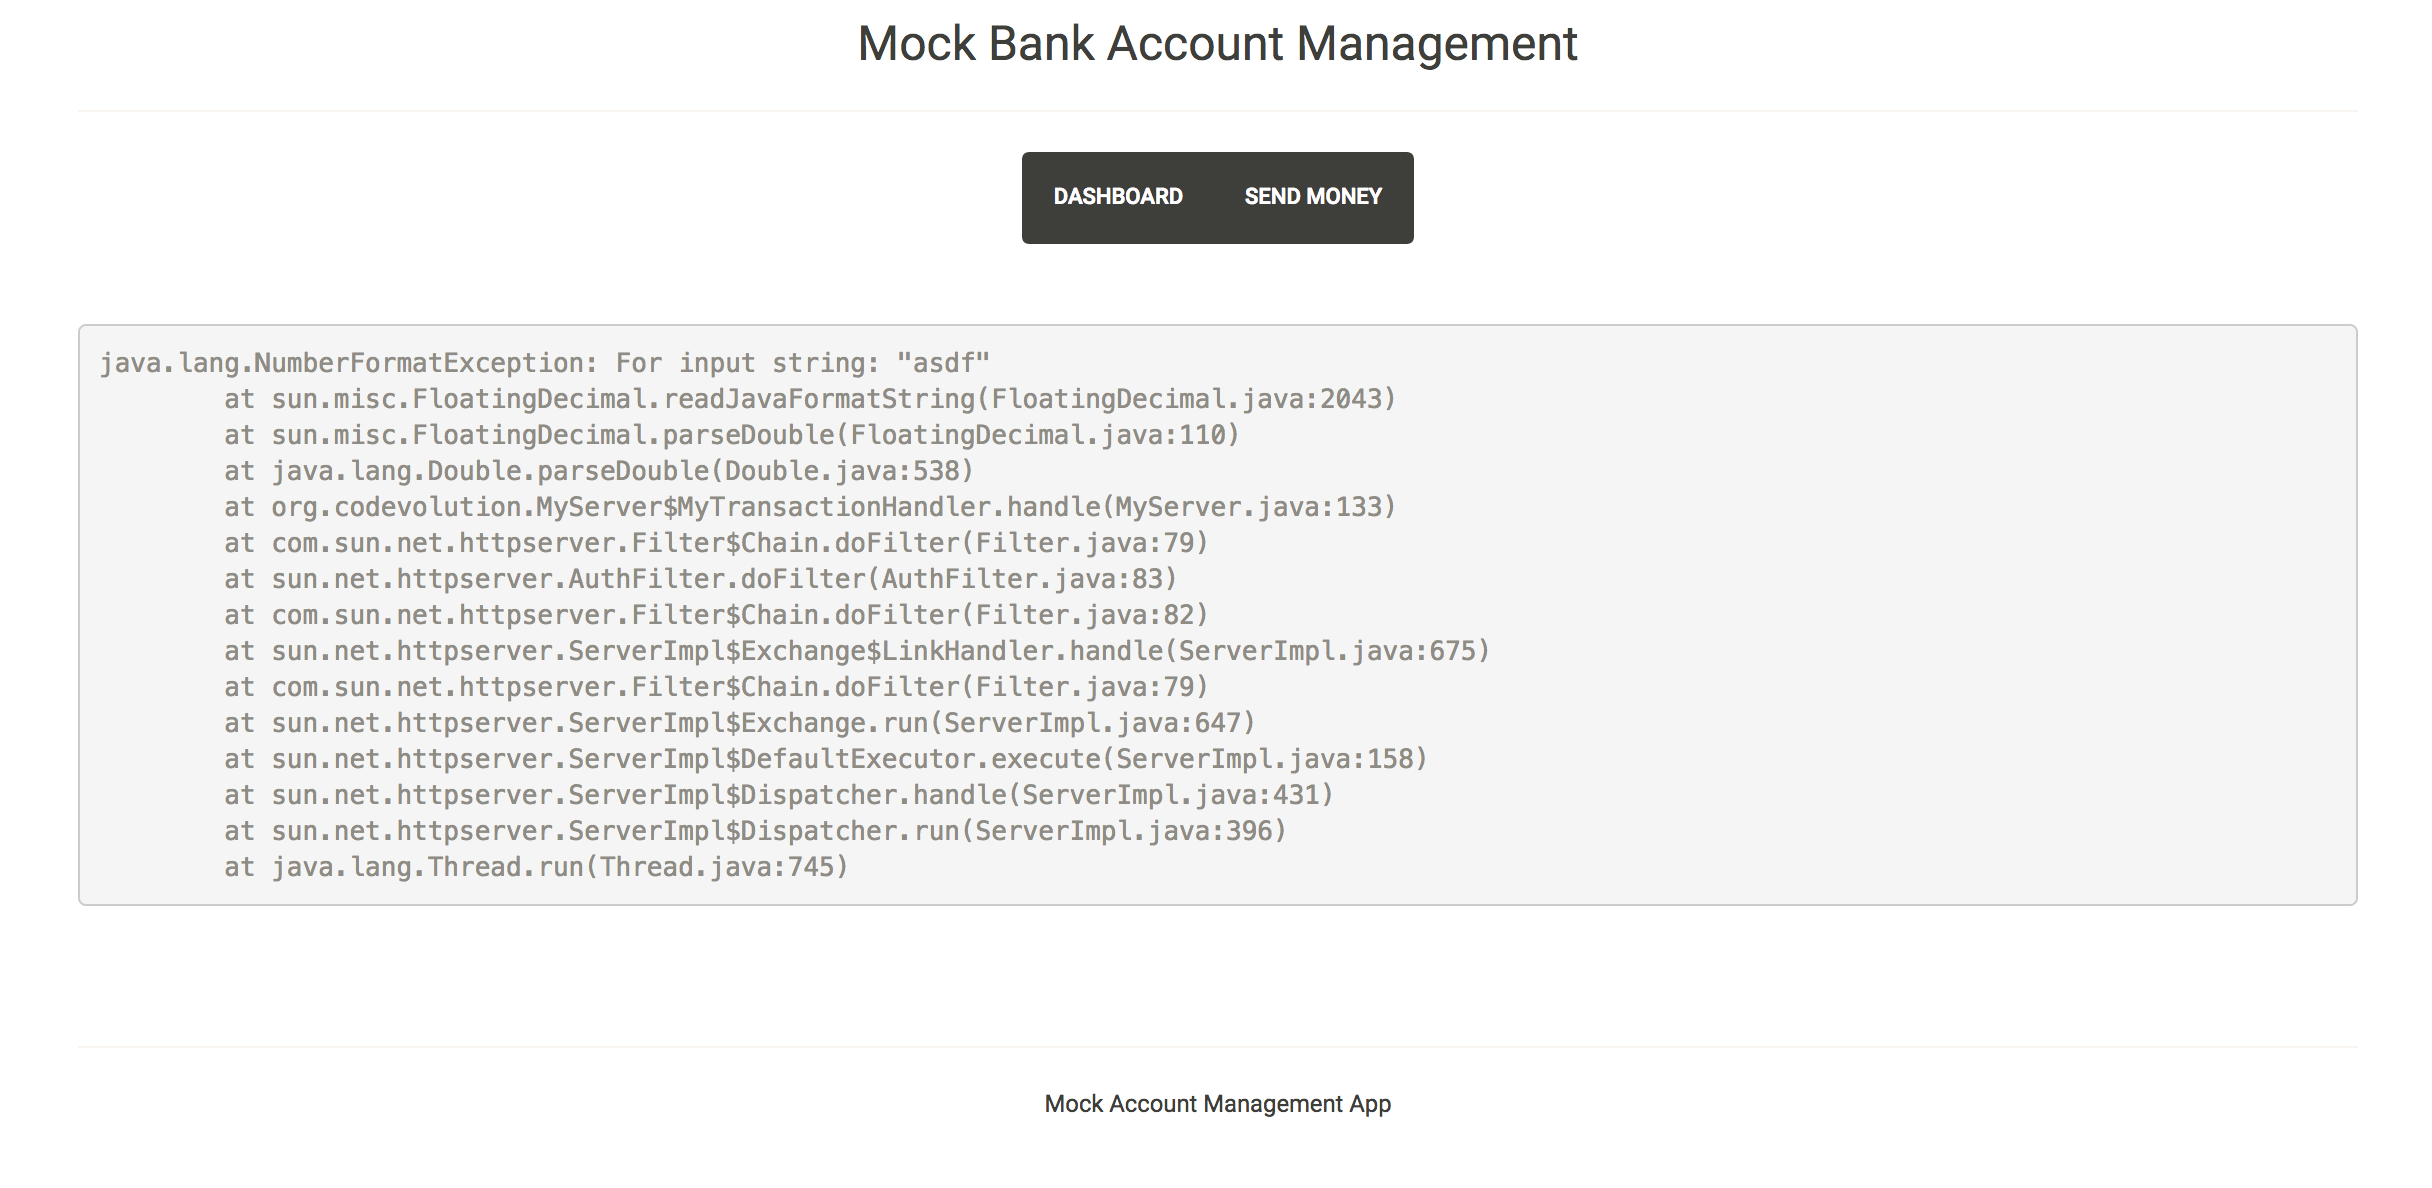 Mock Bank Account Management
DASHBOARD SEND MONEY
java.lang.NumberFormatException: For input string: "asdf"
at sun.misc.FloatingDecimal.readJavaFormatString(FloatingDecimal.java:2043)
at sun.misc.FloatingDecimal.parseDouble(FloatingDecimal.java:110)
at java.lang.Double.parseDouble(Double.java:538)
at org.codevolution.MyServer$MyTransactionHandler.handle(MyServer.java:133)
at com.sun.net.httpserver.Filter$Chain.doFilter(Filter.java:79)
at sun.net.httpserver.AuthFilter.doFilter(AuthFilter.java:83)
at com.sun.net.httpserver.Filter$Chain.doFilter(Filter.java:82)
at sun.net.httpserver.ServerImpl$Exchange$LinkHandler.handle(ServerImpl.java:675)
at com.sun.net.httpserver.Filter$Chain.doFilter(Filter.java:79)
at sun.net.httpserver.ServerImpl$Exchange.run(ServerImpl.java:647)
at sun.net.httpserver.ServerImpl$DefaultExecutor.execute(ServerImpl.java:158)
at sun.net.httpserver.ServerImpl$Dispatcher.handle(ServerImpl.java:431)
at sun.net.httpserver.ServerImpl$Dispatcher.run(ServerImpl.java:396)
at java.lang.Thread.run(Thread.java:745)
Mock Account Management App